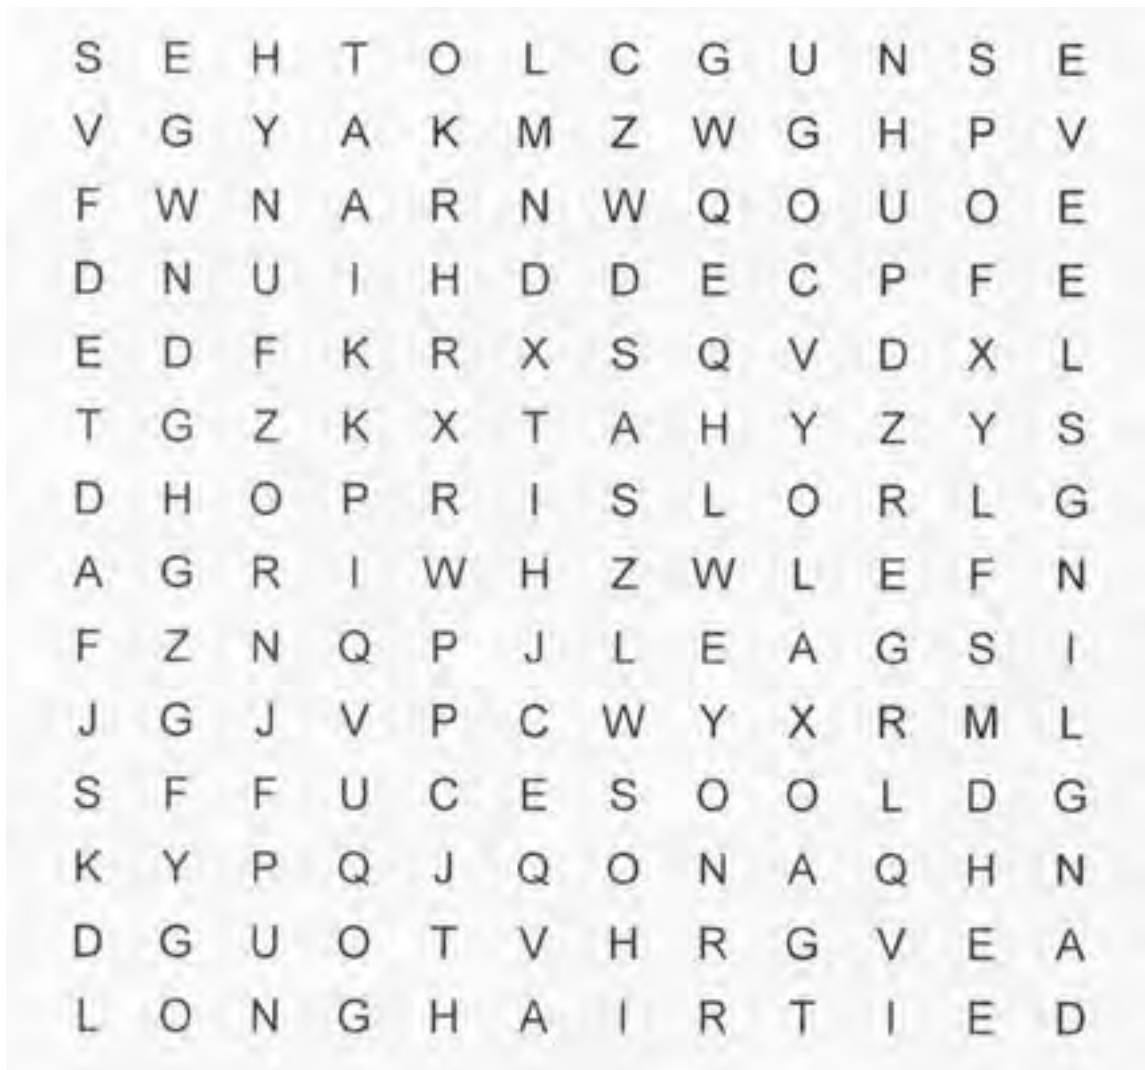 S E H T O L C G U N S E
V G Y A K M Z W G H P V
F W N A R N W Q O U O E
D N U I H D D E C P F E
E D F K R X S Q V D X L
T G Z K X T A H Y Z Y S
D H O P R I S L O R L G
A G R I W H Z W L E F N
F Z N Q P J L E A G S I
J G J V P C W Y X R M L
S F F U C E S O O L D G
K Y P Q J Q O N A Q H N
D G U O T V H R G V E A
L O N G H A I R T I E D